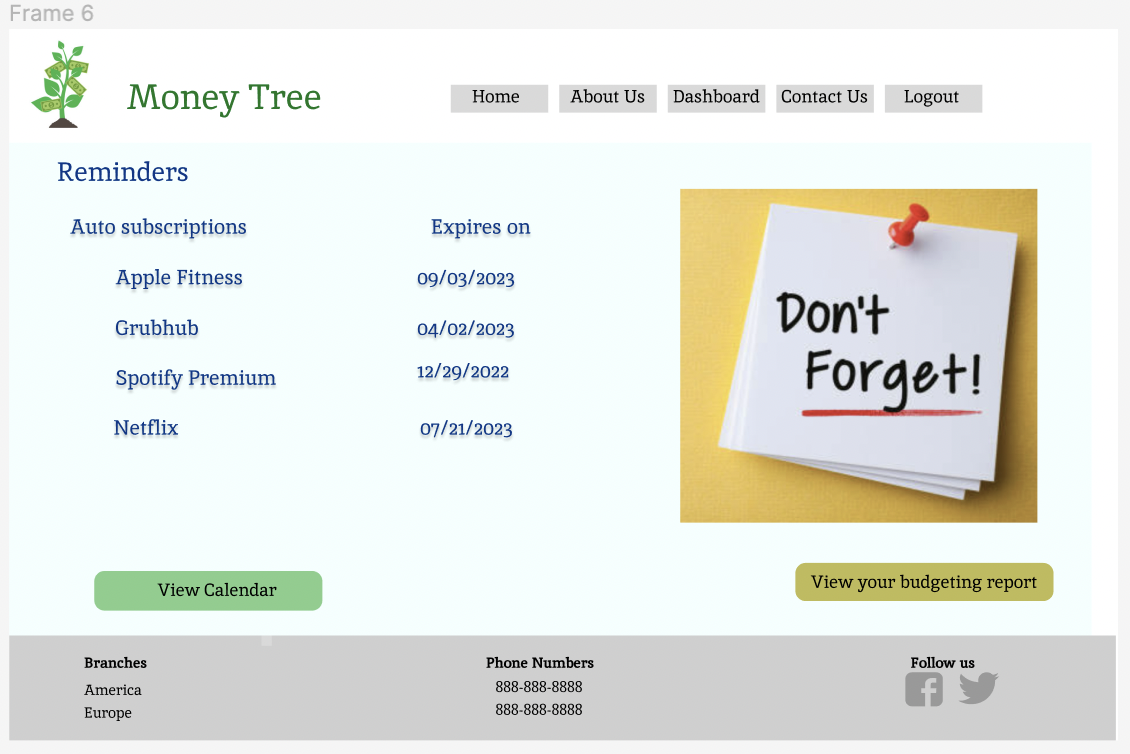 Frame 6
Money Tree
Home About Us Dashboard Contact Us Logout
Reminders
Auto subscriptions Expires on
Apple Fitness 09/03/2023
Grubhub 04/02/2023
Spotify Premium 12/29/2022
Netflix 07/21/2023
Don't
Forget!
View Calendar
View your budgeting report
Branches Phone Numbers Follow us
America 888-888-8888
Europe 888-888-8888